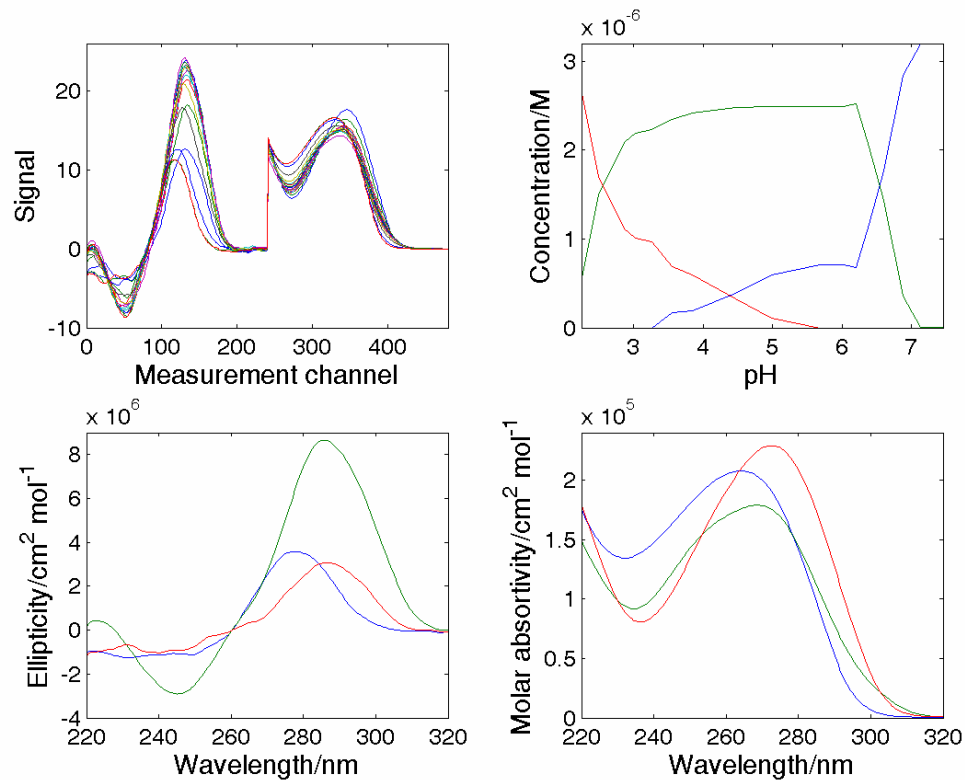 20
10
0
-10
Signal
0 100 200 300 400
Measurement channel
x 10-6
3
2
1
0
Concentration/M
3 4 5 6 7
pH
x 106
8
6
4
2
0
-2
-4
Ellipticity/cm2 mol-1
220 240 260 280 300 320
Wavelength/nm
x 105
2
1.5
1
0.5
0
Molar absortivity/cm2 mol-1
220 240 260 280 300 320
Wavelength/nm